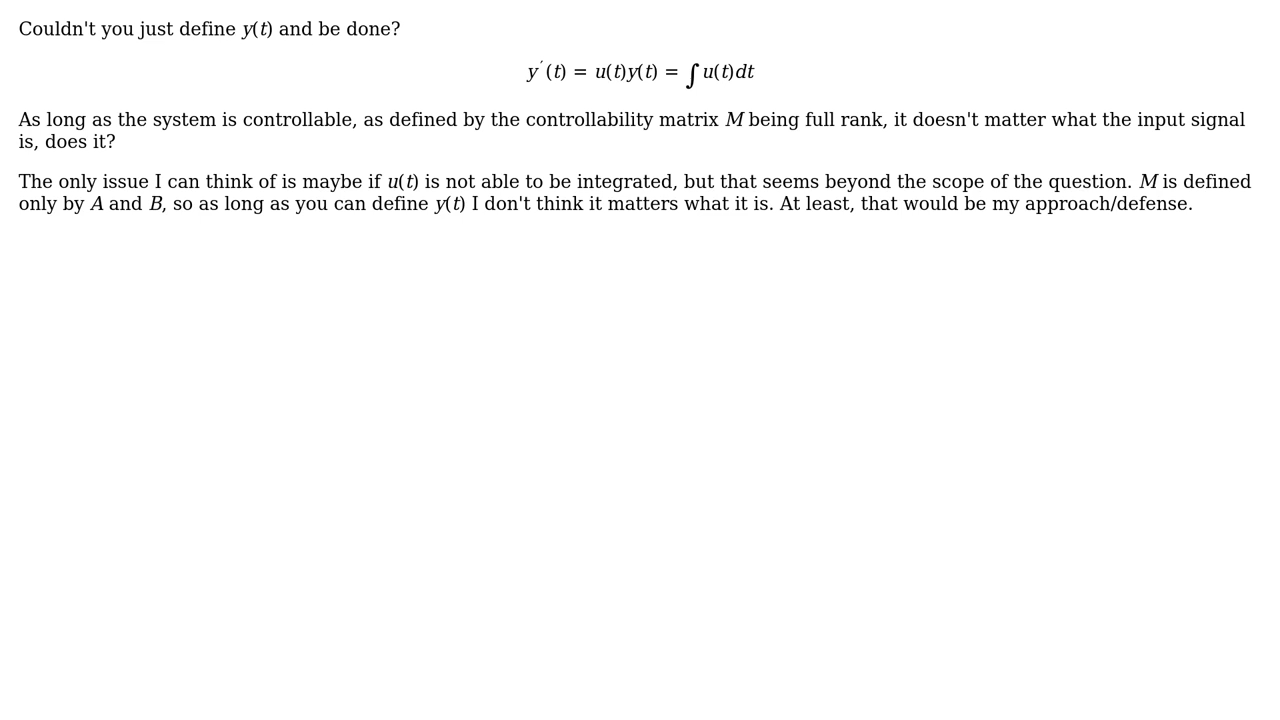 Couldn't you just define y(t) and be done?
y′(t) = u(t)y(t) = ∫u(t)dt
As long as the system is controllable, as defined by the controllability matrix M being full rank, it doesn't matter what the input signal
is, does it?
The only issue I can think of is maybe if u(t) is not able to be integrated, but that seems beyond the scope of the question. M is defined
only by A and B, so as long as you can define y(t) I don't think it matters what it is. At least, that would be my approach/defense.